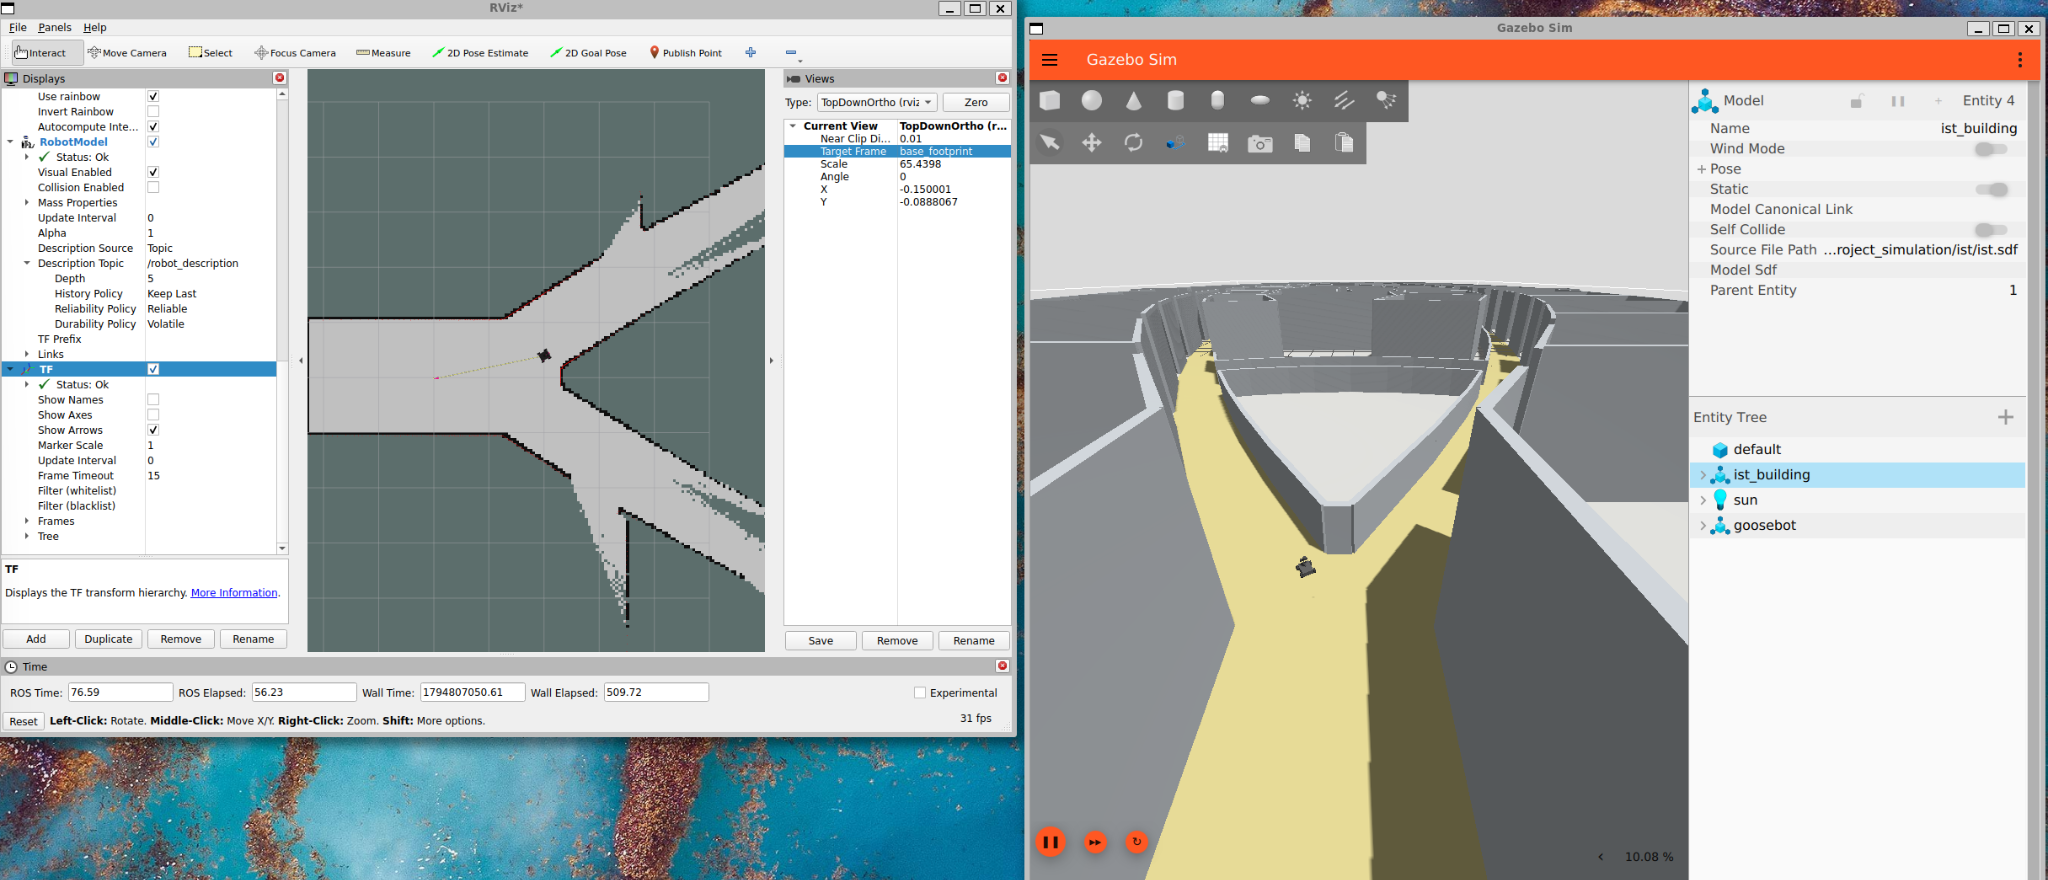 RViz*
File Panels Help
Interact Move Camera Select Focus Camera Measure 2D Pose Estimate 2D Goal Pose Publish Point
Displays
Use rainbow
Invert Rainbow
Autocompute Inte...
RobotModel
Status: Ok
Visual Enabled
Collision Enabled
Mass Properties
Update Interval 0
Alpha 1
Description Source Topic
Description Topic /robot_description
Depth 5
History Policy Keep Last
Reliability Policy Reliable
Durability Policy Volatile
TF Prefix
Links
TF
Status: Ok
Show Names
Show Axes
Show Arrows
Marker Scale 1
Update Interval 0
Frame Timeout 15
Filter (whitelist)
Filter (blacklist)
Frames
Tree
TF
Displays the TF transform hierarchy. More Information.
Add Duplicate Remove Rename
Views
Type: TopDownOrtho (rviz Zero
Current View TopDownOrtho (r...
Near Clip Di... 0.01
Target Frame base_footprint
Scale 65.4398
Angle 0
X -0.150001
Y -0.0888067
Save Remove Rename
Time
ROS Time: 76.59 ROS Elapsed: 56.23 Wall Time: 1794807050.61 Wall Elapsed: 509.72 Experimental
Reset Left-Click: Rotate. Middle-Click: Move X/Y. Right-Click: Zoom. Shift: More options. 31 fps
Gazebo Sim
Gazebo Sim
Model Entity 4
Name ist_building
Wind Mode
Pose
Static
Model Canonical Link
Self Collide
Source File Path ...roject_simulation/ist/ist.sdf
Model Sdf
Parent Entity 1
Entity Tree
default
ist_building
sun
goosebot
10.08 %